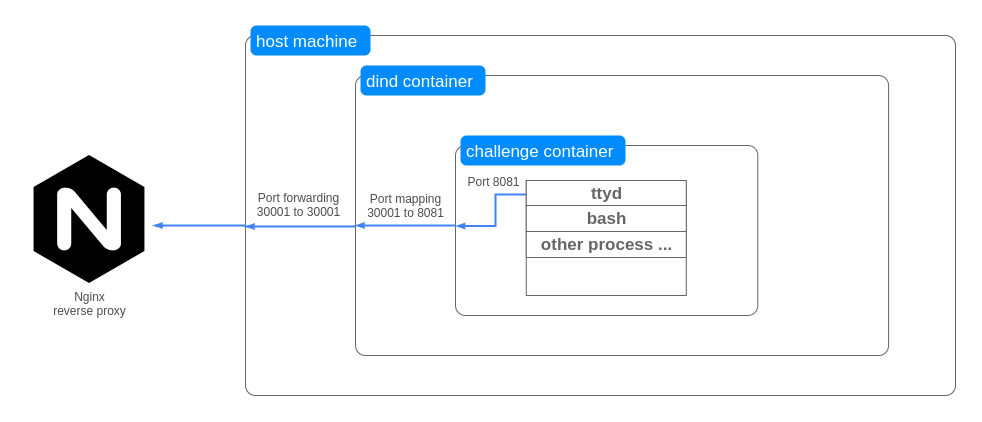 host machine
dind container
challenge container
Port 8081
ttyd
bash
other process ...
Port mapping
30001 to 8081
Port forwarding
30001 to 30001
N
Nginx
reverse proxy